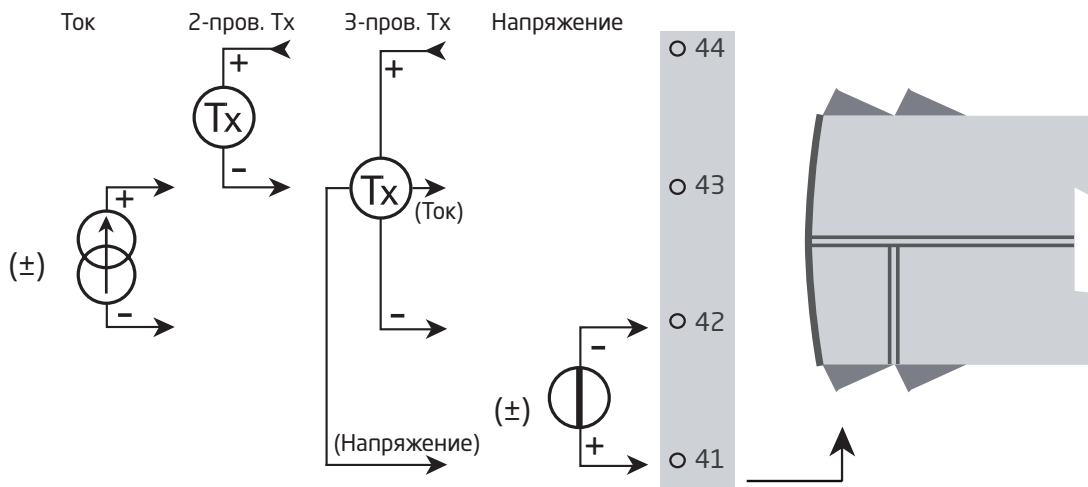 Ток 2-пров. Tx 3-пров. Tx Напряжение
+ + 44
Tx
- 43
+ Tx
(Ток)
(±)
- - 42
-
(±)
(Напряжение) + 41